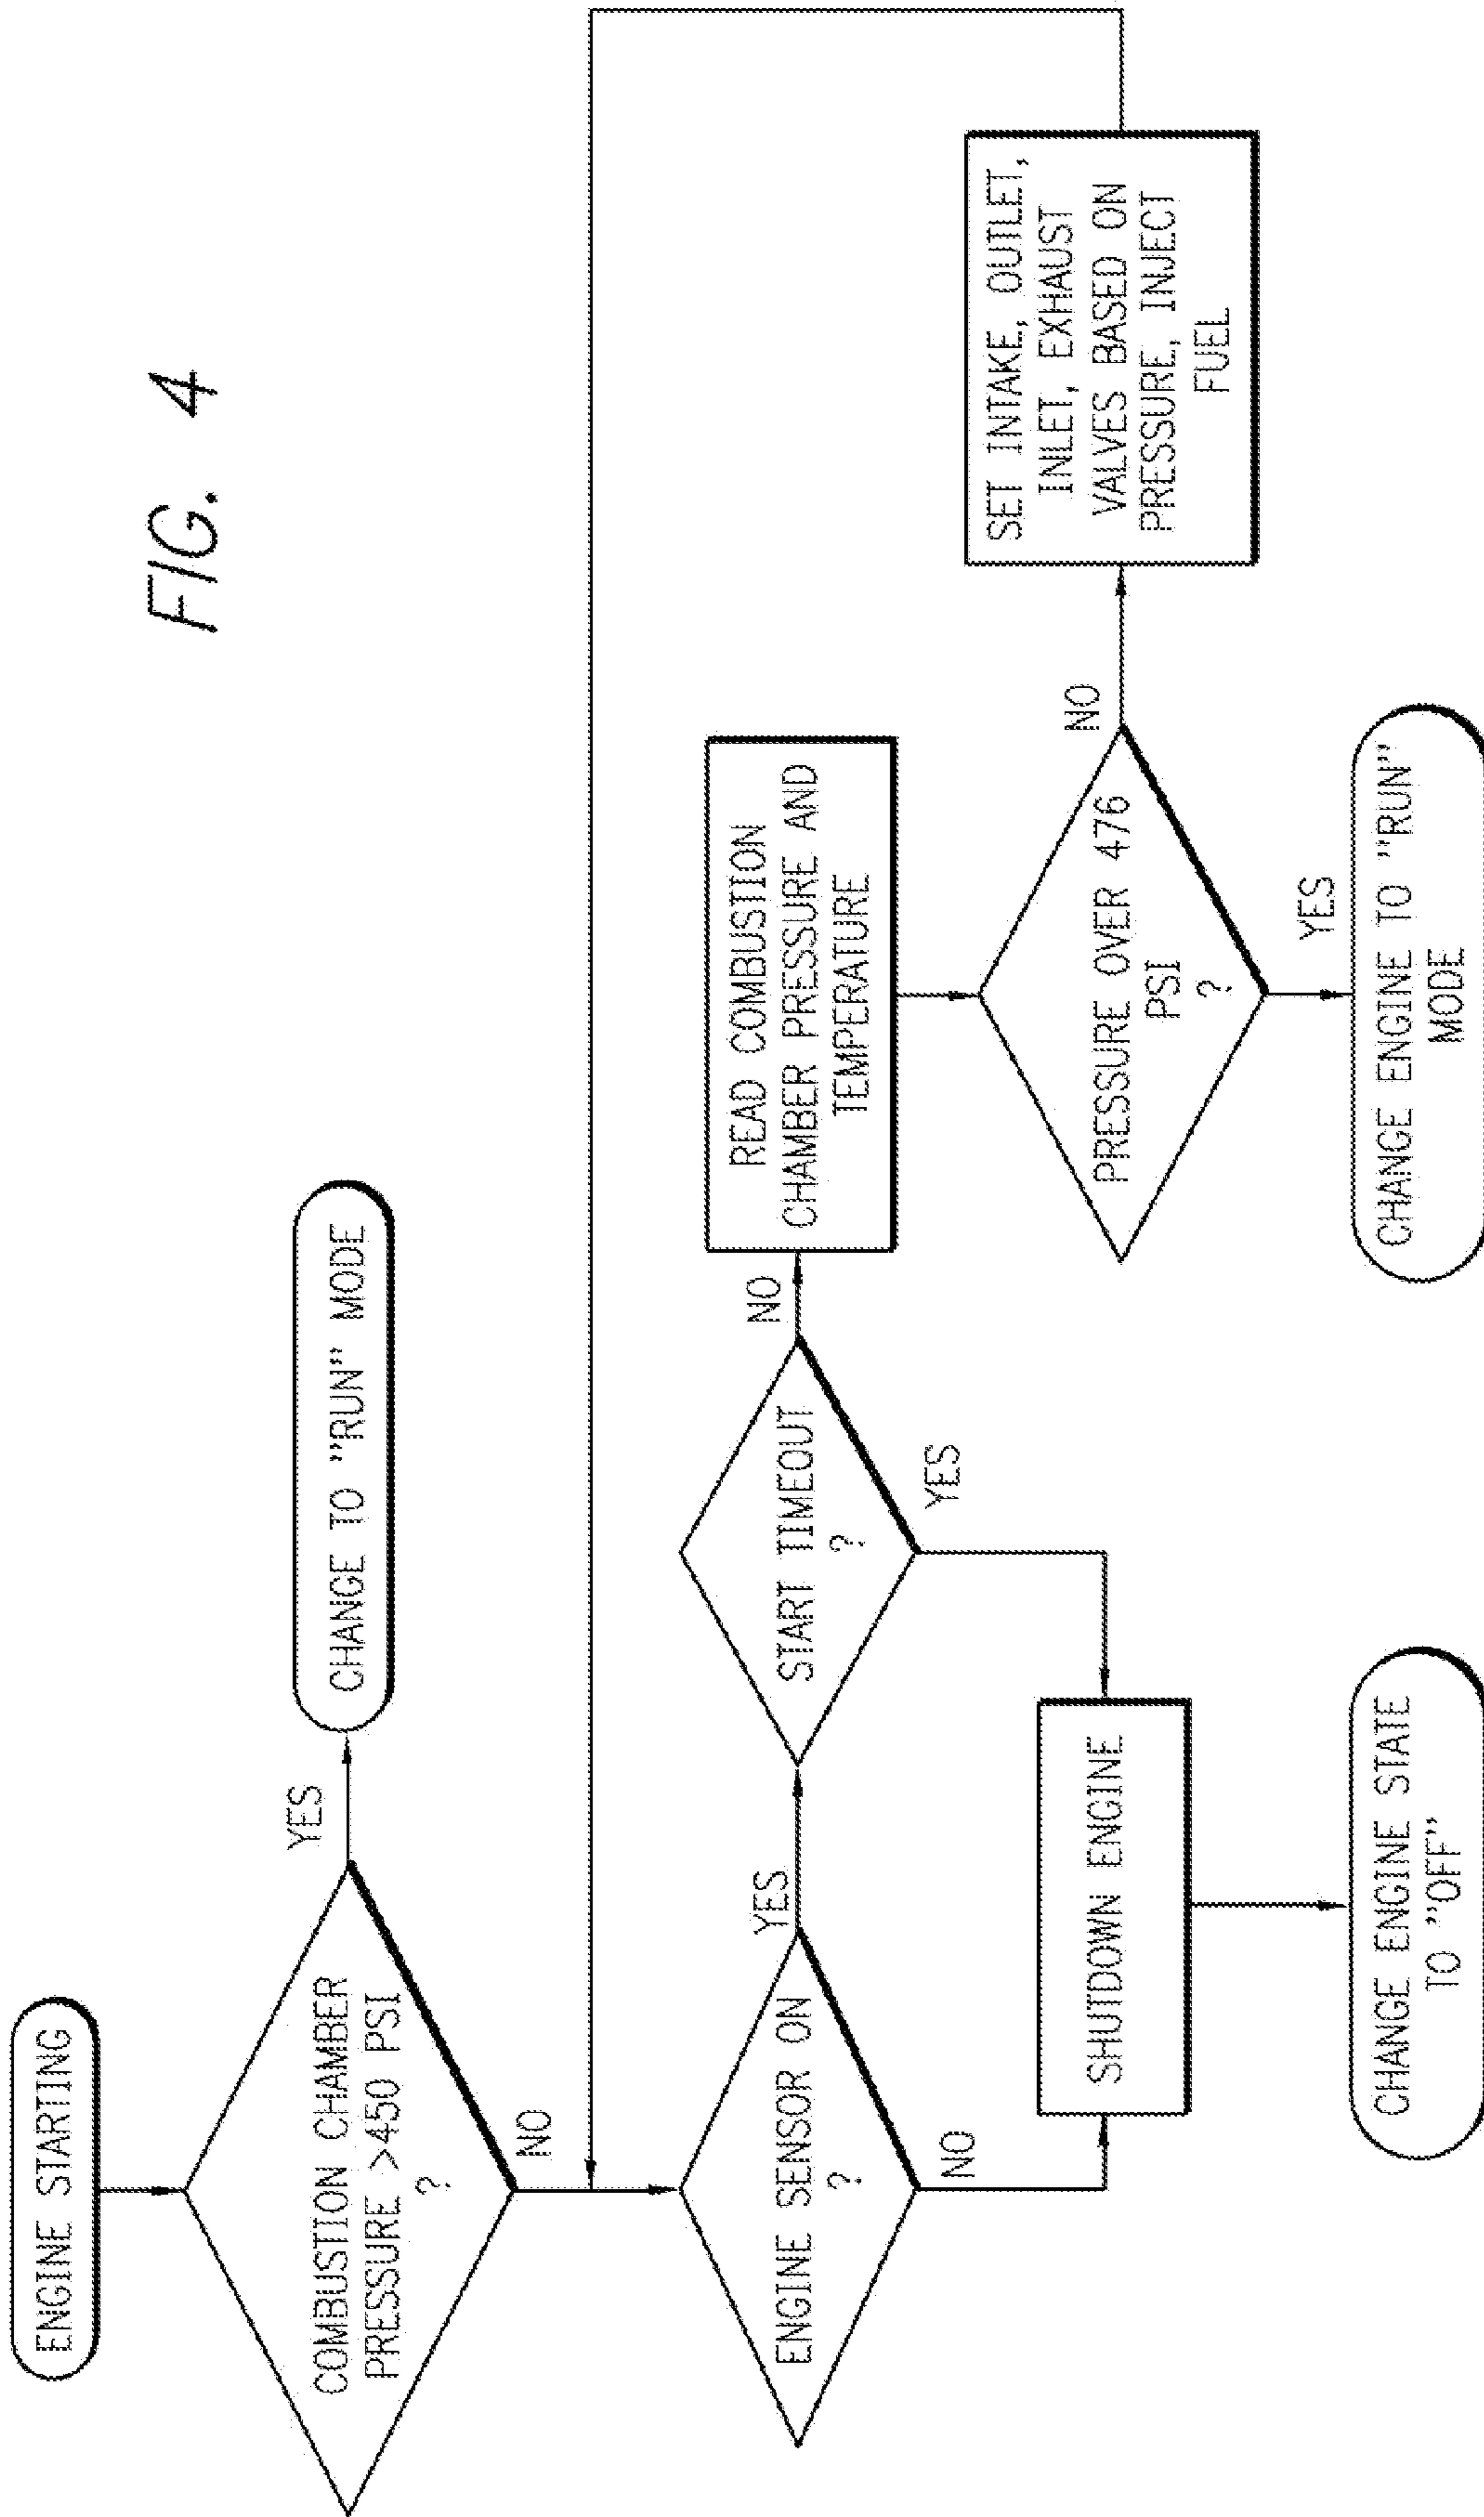 FIG. 4
ENGINE STARTING
COMBUSTION CHAMBER
PRESSURE >450 PSI
?
YES
CHANGE TO "RUN" MODE
NO
ENGINE SENSOR ON
?
YES
START TIMEOUT
?
NO
READ COMBUSTION
CHAMBER PRESSURE AND
TEMPERATURE
NO
YES
SHUTDOWN ENGINE
CHANGE ENGINE STATE
TO "OFF"
PRESSURE OVER 476
PSI
?
NO
SET INTAKE, OUTLET,
INLET, EXHAUST
VALVES BASED ON
PRESSURE, INJECT
FUEL
YES
CHANGE ENGINE TO "RUN"
MODE